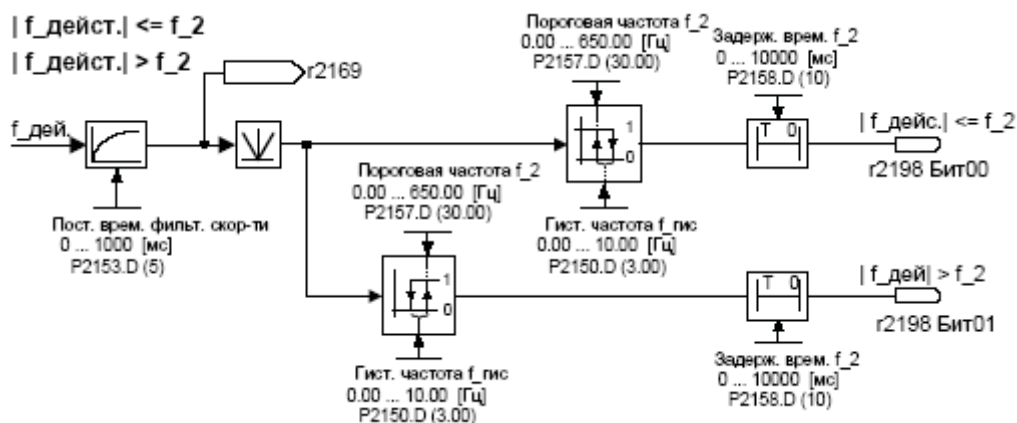 | f_дейст.| <= f_2
| f_дейст.| > f_2
r2169
f_дей.
Пост. врем. фильт. скор-ти
0 ... 1000 [мс]
P2153.D (5)
Пороговая частота f_2
0.00 ... 650.00 [Гц]
P2157.D (30.00)
1
0
Гист. частота f_гис
0.00 ... 10.00 [Гц]
P2150.D (3.00)
Задерж. врем. f_2
0 ... 10000 [мс]
P2158.D (10)
T 0
| f_дейс.| <= f_2
r2198 Бит00
Пороговая частота f_2
0.00 ... 650.00 [Гц]
P2157.D (30.00)
1
0
Гист. частота f_гис
0.00 ... 10.00 [Гц]
P2150.D (3.00)
T 0
Задерж. врем. f_2
0 ... 10000 [мс]
P2158.D (10)
| f_дей| > f_2
r2198 Бит01